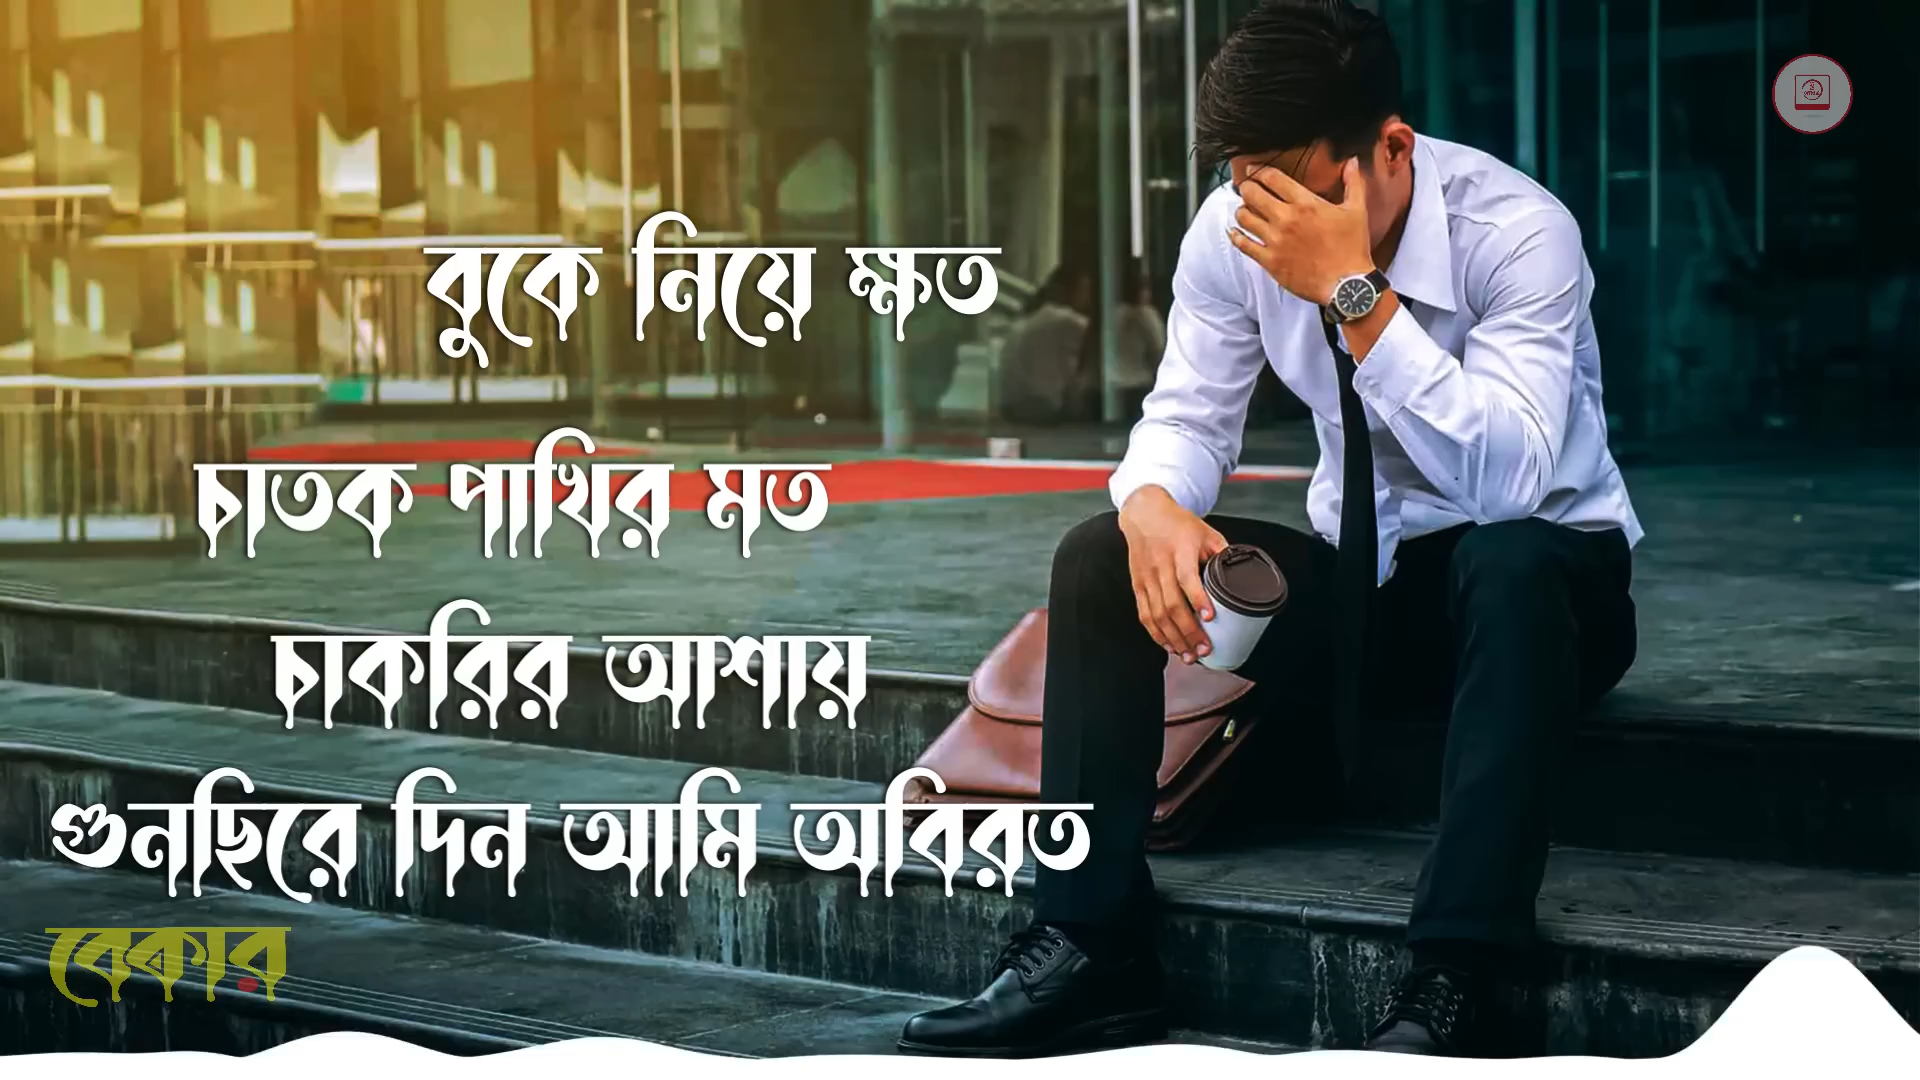 বুকে নিয়ে ক্ষত
চাতক পাখির মত
চাকরির আশায়
গুনছিরে দিন আমি অবিরত
বেকার